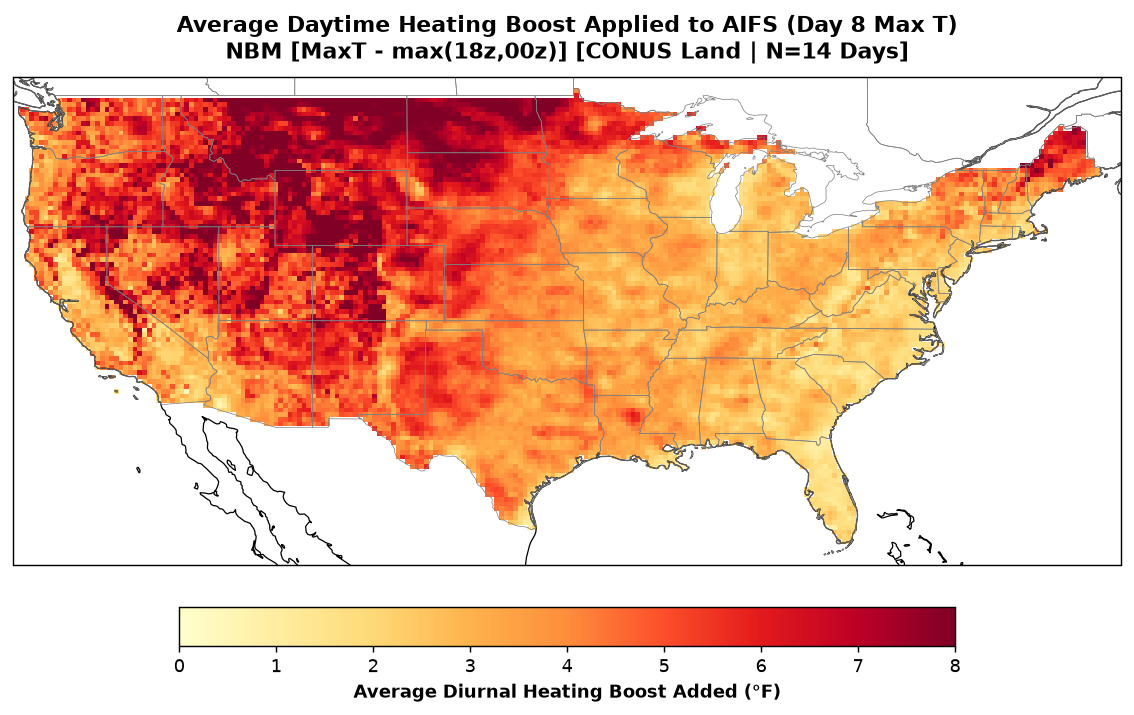 Average Daytime Heating Boost Applied to AIFS (Day 8 Max T)
NBM [MaxT - max(18z,00z)] [CONUS Land | N=14 Days]
0 1 2 3 4 5 6 7 8
Average Diurnal Heating Boost Added (°F)